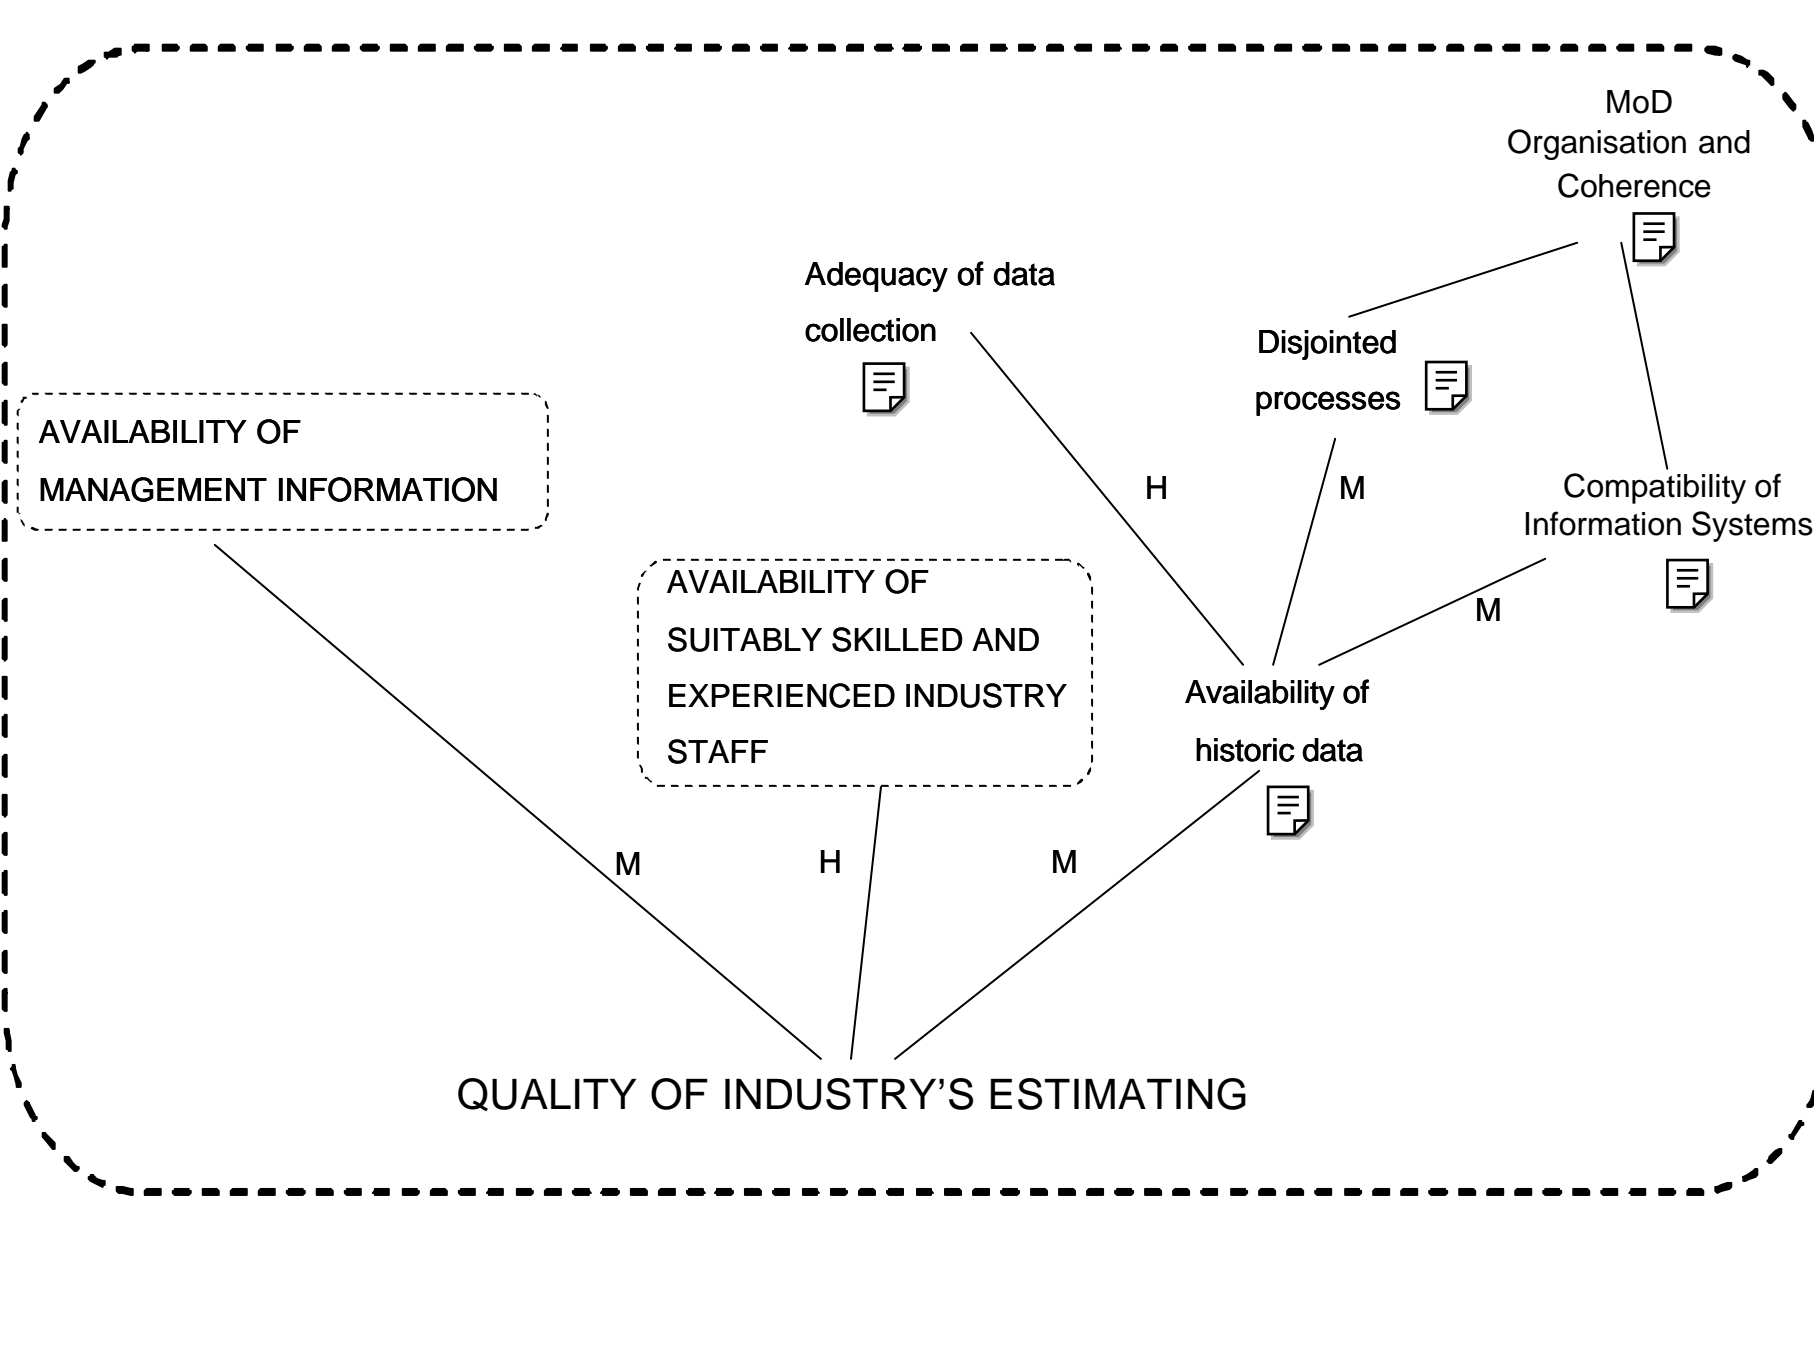 MoD
Organisation and
Coherence
Adequacy of data
collection
Disjointed
processes
AVAILABILITY OF
MANAGEMENT INFORMATION
H
M
Compatibility of
Information Systems
M
AVAILABILITY OF
SUITABLY SKILLED AND
EXPERIENCED INDUSTRY
STAFF
Availability of
historic data
M
H
M
QUALITY OF INDUSTRY’S ESTIMATING